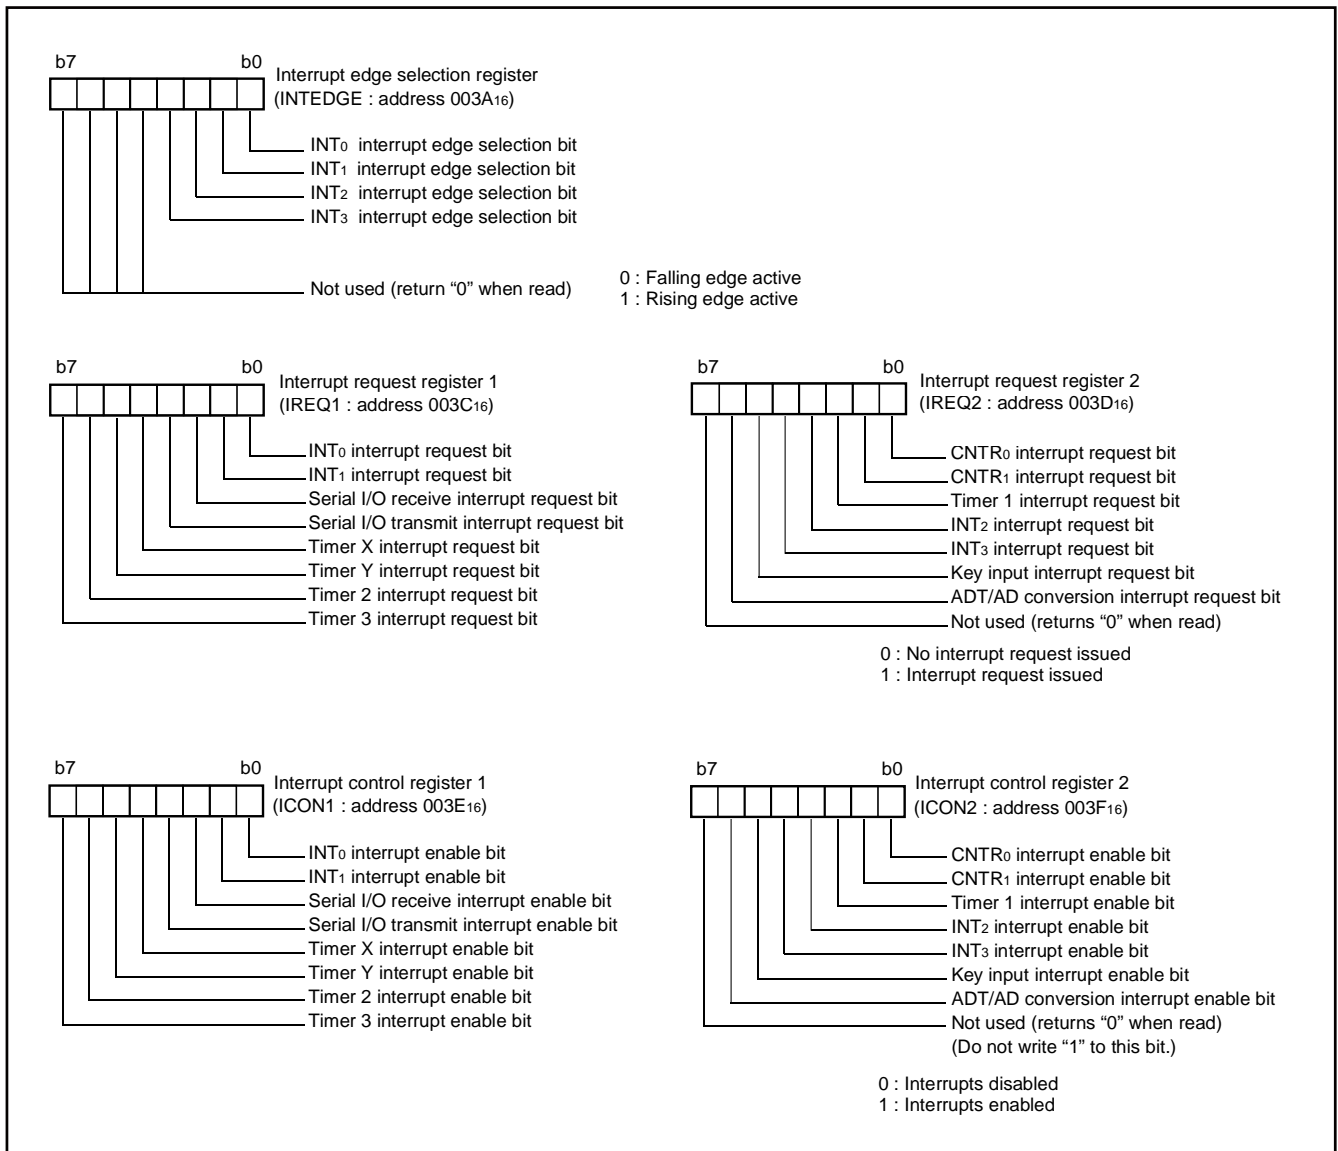 b7 b0
Interrupt edge selection register
(INTEDGE : address 003A16)
INT0 interrupt edge selection bit
INT1 interrupt edge selection bit
INT2 interrupt edge selection bit
INT3 interrupt edge selection bit
Not used (return “0” when read)
0 : Falling edge active
1 : Rising edge active
b7 b0
Interrupt request register 1
(IREQ1 : address 003C16)
INT0 interrupt request bit
INT1 interrupt request bit
Serial I/O receive interrupt request bit
Serial I/O transmit interrupt request bit
Timer X interrupt request bit
Timer Y interrupt request bit
Timer 2 interrupt request bit
Timer 3 interrupt request bit
b7 b0
Interrupt request register 2
(IREQ2 : address 003D16)
CNTR0 interrupt request bit
CNTR1 interrupt request bit
Timer 1 interrupt request bit
INT2 interrupt request bit
INT3 interrupt request bit
Key input interrupt request bit
ADT/AD conversion interrupt request bit
Not used (returns “0” when read)
0 : No interrupt request issued
1 : Interrupt request issued
b7 b0
Interrupt control register 1
(ICON1 : address 003E16)
INT0 interrupt enable bit
INT1 interrupt enable bit
Serial I/O receive interrupt enable bit
Serial I/O transmit interrupt enable bit
Timer X interrupt enable bit
Timer Y interrupt enable bit
Timer 2 interrupt enable bit
Timer 3 interrupt enable bit
b7 b0
Interrupt control register 2
(ICON2 : address 003F16)
CNTR0 interrupt enable bit
CNTR1 interrupt enable bit
Timer 1 interrupt enable bit
INT2 interrupt enable bit
INT3 interrupt enable bit
Key input interrupt enable bit
ADT/AD conversion interrupt enable bit
Not used (returns “0” when read)
(Do not write “1” to this bit.)
0 : Interrupts disabled
1 : Interrupts enabled